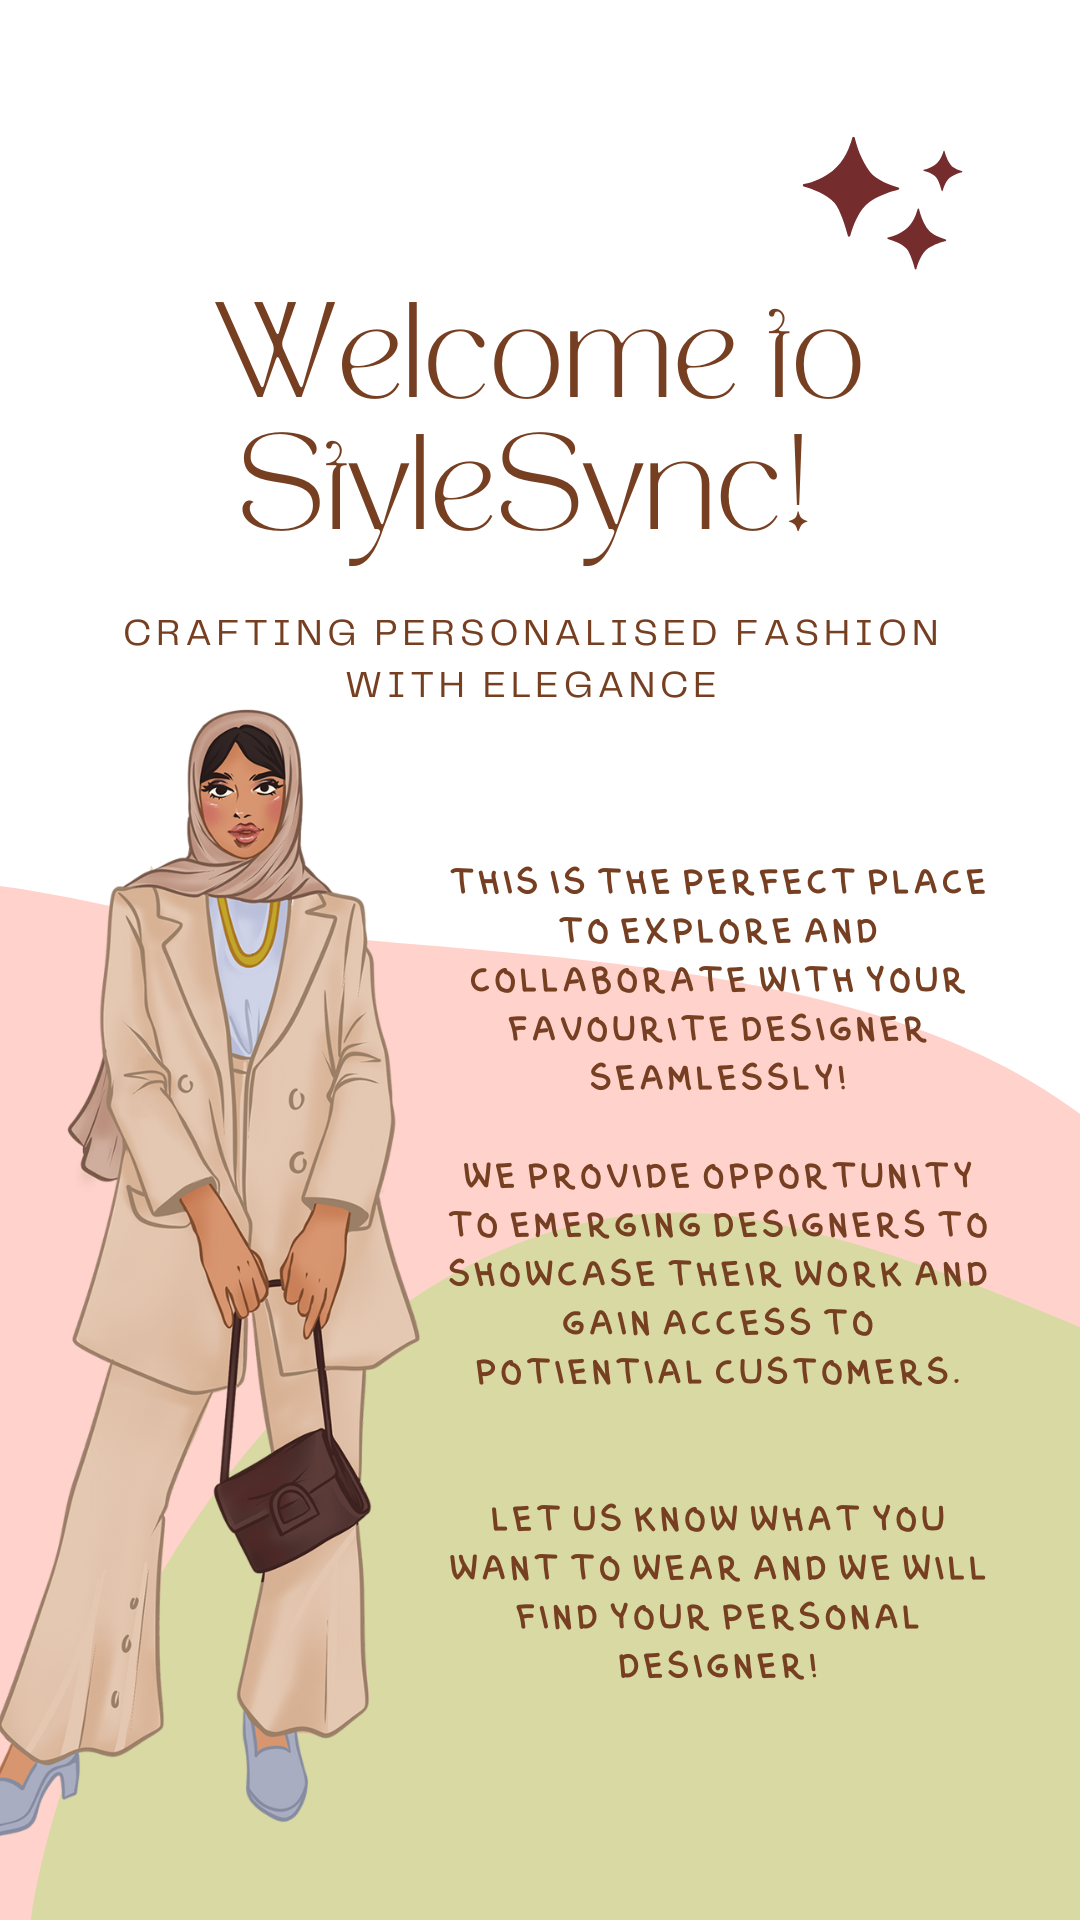 Welcome to
StyleSync!
CRAFTING PERSONALISED FASHION
WITH ELEGANCE
THIS IS THE PERFECT PLACE
TO EXPLORE AND
COLLABORATE WITH YOUR
FAVOURITE DESIGNER
SEAMLESSLY!
WE PROVIDE OPPORTUNITY
TO EMERGING DESIGNERS TO
SHOWCASE THEIR WORK AND
GAIN ACCESS TO
POTIENTIAL CUSTOMERS.
LET US KNOW WHAT YOU
WANT TO WEAR AND WE WILL
FIND YOUR PERSONAL
DESIGNER!